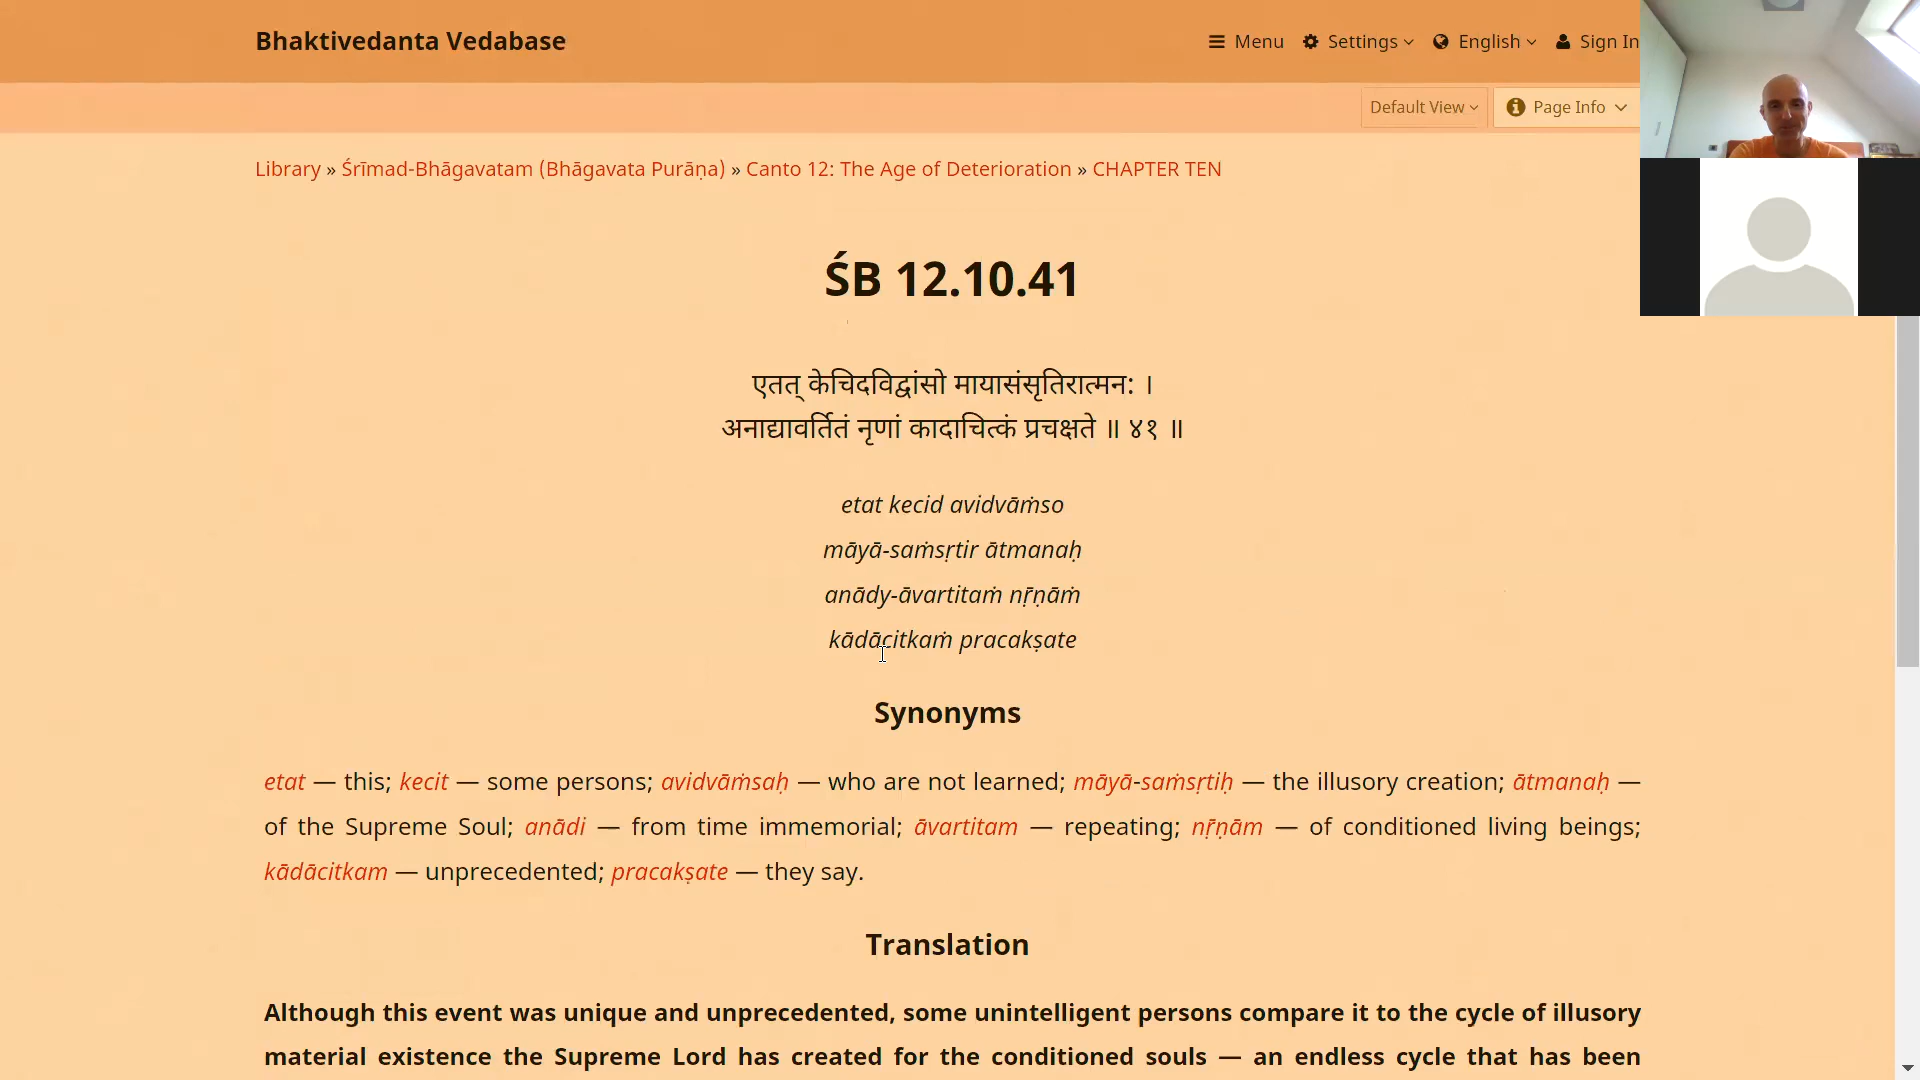 Bhaktivedanta Vedabase
Menu Settings English Sign In
Default View Page Info
Library » Śrīmad-Bhāgavatam (Bhāgavata Purāṇa) » Canto 12: The Age of Deterioration » CHAPTER TEN
ŚB 12.10.41
एतत् केचिदविद्वांसो मायासंसृतिरात्मन: ।
अनाद्यावर्तितं नृणां कादाचित्कं प्रचक्षते ॥ ४१ ॥
etat kecid avidvāṁso
māyā-saṁsṛtir ātmanaḥ
anādy-āvartitaṁ nṝṇāṁ
kādācitkaṁ pracakṣate
Synonyms
etat — this; kecit — some persons; avidvāṁsaḥ — who are not learned; māyā-saṁsṛtiḥ — the illusory creation; ātmanaḥ —
of the Supreme Soul; anādi — from time immemorial; āvartitam — repeating; nṝṇām — of conditioned living beings;
kādācitkam — unprecedented; pracakṣate — they say.
Translation
Although this event was unique and unprecedented, some unintelligent persons compare it to the cycle of illusory
material existence the Supreme Lord has created for the conditioned souls — an endless cycle that has been